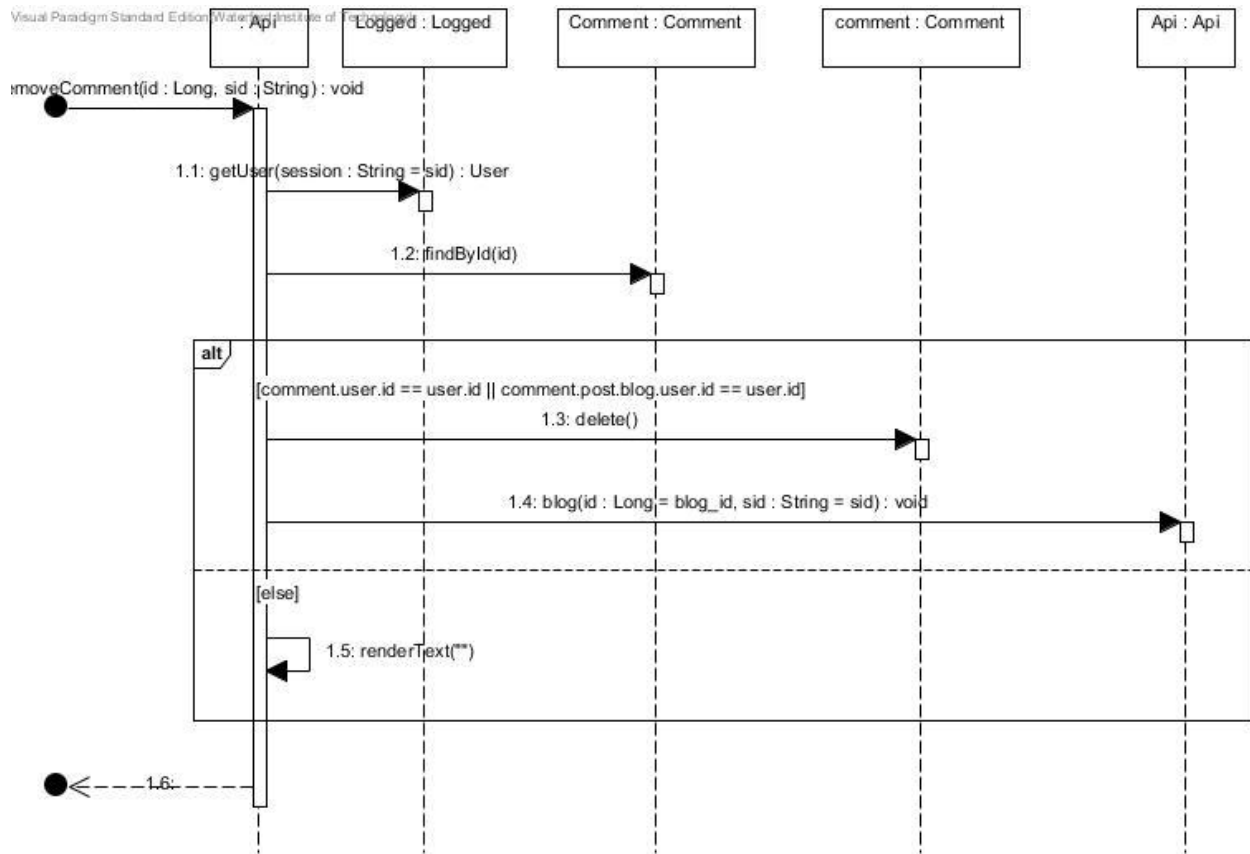 Visual Paradigm Standard Edition(Waterford Institute of Technology)
: Api
Logged : Logged
Comment : Comment
comment : Comment
Api : Api
emoveComment(id : Long, sid : String) : void
1.1: getUser(session : String = sid) : User
1.2: findById(id)
alt
[comment.user.id == user.id || comment.post.blog.user.id == user.id]
1.3: delete()
1.4: blog(id : Long = blog_id, sid : String = sid) : void
[else]
1.5: renderText("")
1.6: